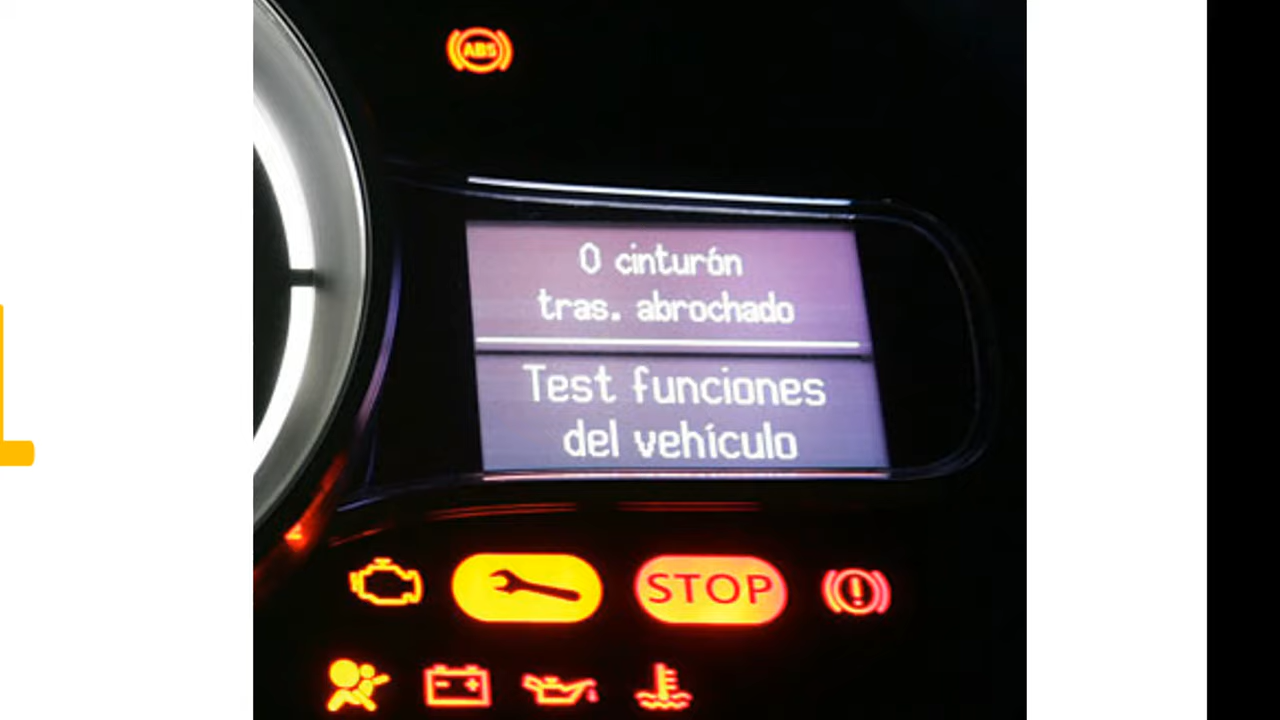 ABS
0 cinturón
tras. abrochado
Test funciones
del vehículo
STOP